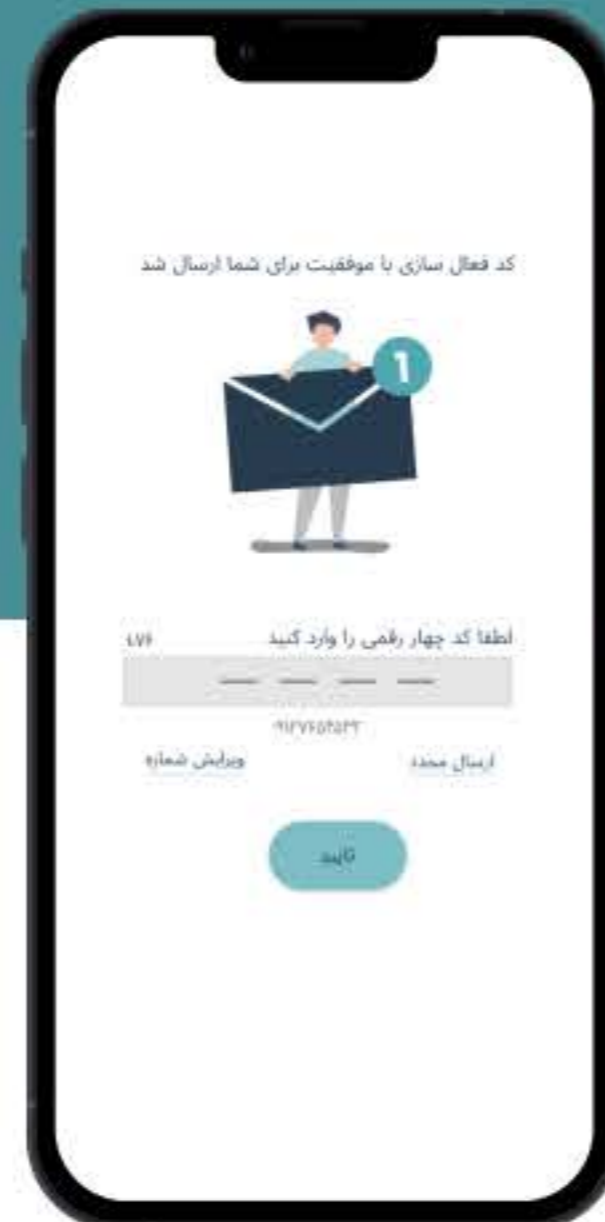 کد فعال سازی با موفقیت برای شما ارسال شد
1
لطفا کد چهار رقمی را وارد کنید
ارسال مجدد ویرایش شماره
تایید